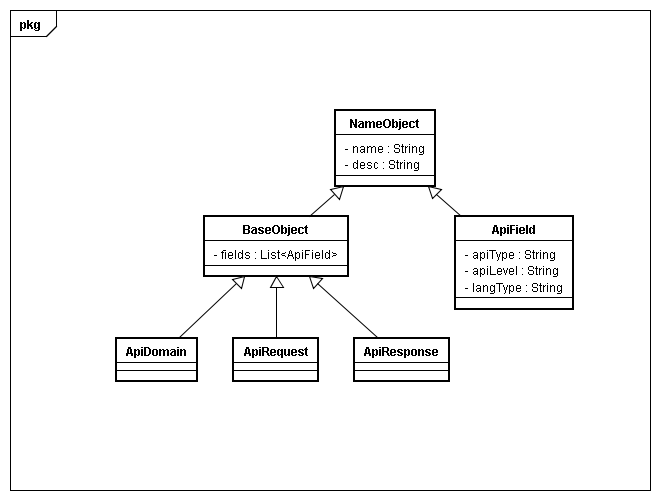 pkg
NameObject
- name : String
- desc : String
BaseObject
- fields : List<ApiField>
ApiField
- apiType : String
- apiLevel : String
- langType : String
ApiDomain
ApiRequest
ApiResponse